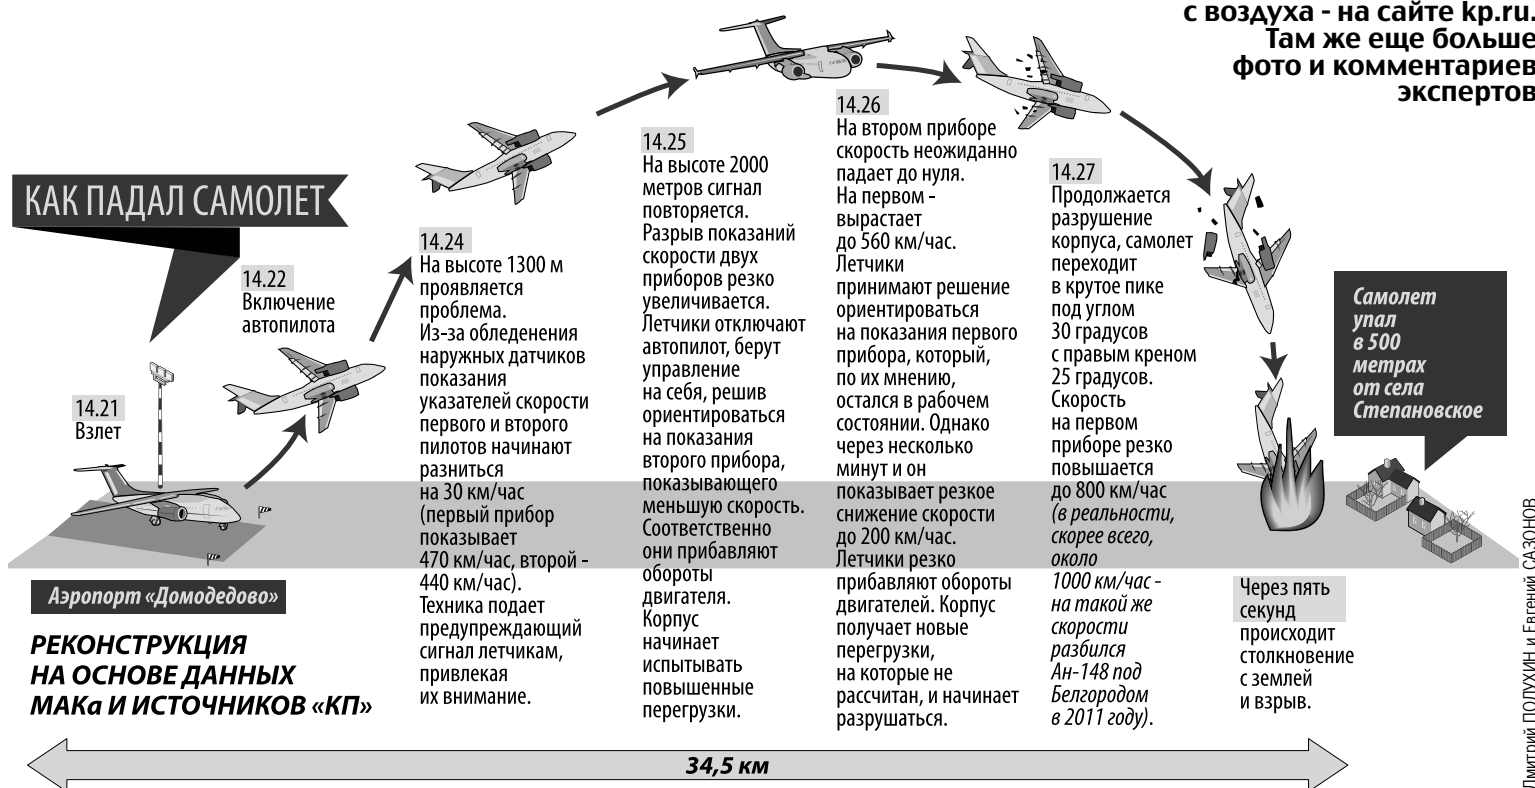 с воздуха - на сайте kp.ru.
Там же еще больше
фото и комментариев
экспертов
КАК ПАДАЛ САМОЛЕТ
14.21
Взлет
14.22
Включение
автопилота
14.24
На высоте 1300 м
проявляется
проблема.
Из-за обледенения
наружных датчиков
показания
указателей скорости
первого и второго
пилотов начинают
разниться
на 30 км/час
(первый прибор
показывает
470 км/час, второй -
440 км/час).
Техника подает
предупреждающий
сигнал летчикам,
привлекая
их внимание.
14.25
На высоте 2000
метров сигнал
повторяется.
Разрыв показаний
скорости двух
приборов резко
увеличивается.
Летчики отключают
автопилот, берут
управление
на себя, решив
ориентироваться
на показания
второго прибора,
показывающего
меньшую скорость.
Соответственно
они прибавляют
обороты
двигателя.
Корпус
начинает
испытывать
повышенные
перегрузки.
14.26
На втором приборе
скорость неожиданно
падает до нуля.
На первом -
вырастает
до 560 км/час.
Летчики
принимают решение
ориентироваться
на показания первого
прибора, который,
по их мнению,
остался в рабочем
состоянии. Однако
через несколько
минут и он
показывает резкое
снижение скорости
до 200 км/час.
Летчики резко
прибавляют обороты
двигателей. Корпус
получает новые
перегрузки,
на которые не
рассчитан, и начинает
разрушаться.
14.27
Продолжается
разрушение
корпуса, самолет
переходит
в крутое пике
под углом
30 градусов
с правым креном
25 градусов.
Скорость
на первом
приборе резко
повышается
до 800 км/час
(в реальности,
скорее всего,
около
1000 км/час -
на такой же
скорости
разбился
Ан-148 под
Белгородом
в 2011 году).
Через пять
секунд
происходит
столкновение
с землей
и взрыв.
Самолет
упал
в 500
метрах
от села
Степановское
Аэропорт «Домодедово»
РЕКОНСТРУКЦИЯ
НА ОСНОВЕ ДАННЫХ
МАКа И ИСТОЧНИКОВ «КП»
34,5 км
Дмитрий ПОЛУХИН и Евгений САЗОНОВ